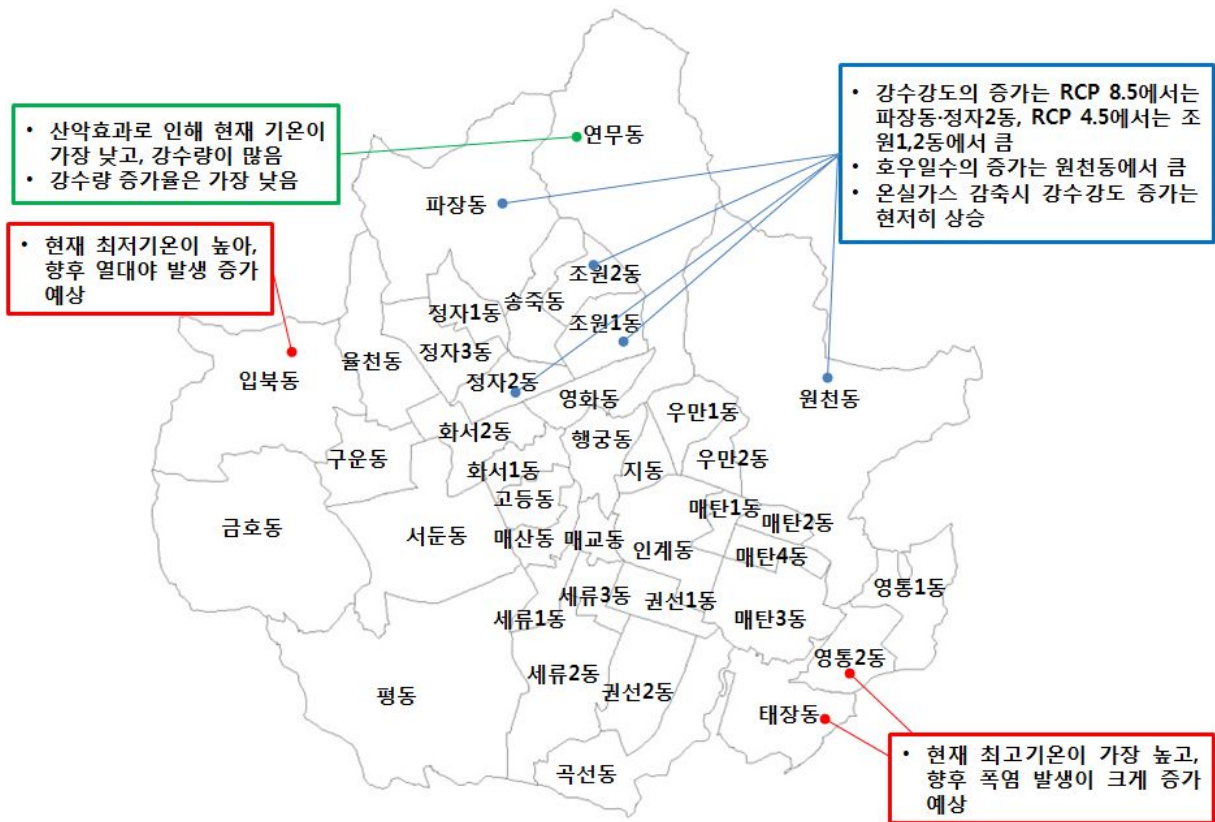 • 산악효과로 인해 현재 기온이
가장 낮고, 강수량이 많음
• 강수량 증가율은 가장 낮음
• 현재 최저기온이 높아,
향후 열대야 발생 증가
예상
• 강수강도의 증가는 RCP 8.5에서는
파장동·정자2동, RCP 4.5에서는 조
원1,2동에서 큼
• 호우일수의 증가는 원천동에서 큼
• 온실가스 감축시 강수강도 증가는
현저히 상승
연무동
파장동
조원2동
송죽동
정자1동
조원1동
정자3동
율천동
입북동
정자2동
영화동
원천동
우만1동
화서2동
행궁동
구운동
화서1동
지동
우만2동
고등동
매탄1동
매탄2동
금호동
서둔동
매산동
매교동
인계동
매탄4동
영통1동
세류3동
권선1동
세류1동
매탄3동
영통2동
세류2동
권선2동
평동
태장동
곡선동
• 현재 최고기온이 가장 높고,
향후 폭염 발생이 크게 증가
예상